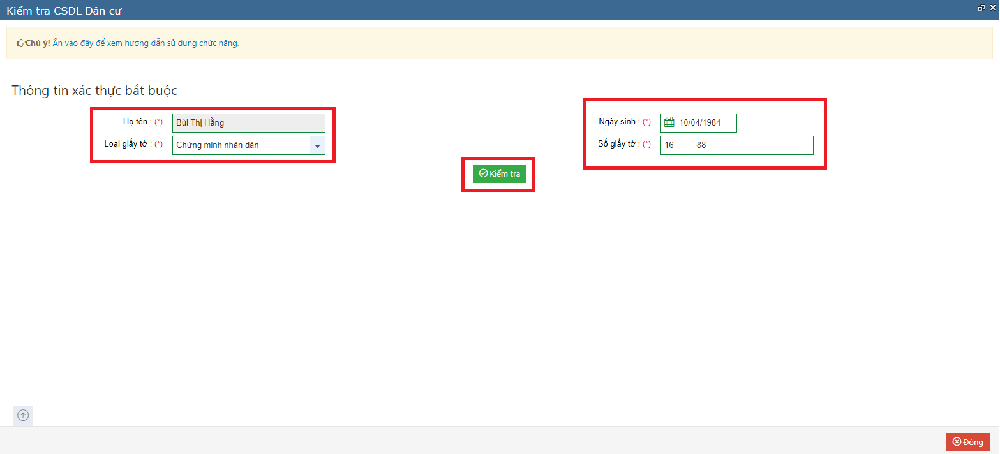 Kiểm tra CSDL Dân cư
Chú ý! Ấn vào đây để xem hướng dẫn sử dụng chức năng.
Thông tin xác thực bắt buộc
Họ tên : (*) Bùi Thị Hằng Ngày sinh : (*) 10/04/1984
Loại giấy tờ : (*) Chứng minh nhân dân Số giấy tờ : (*) 16 88
Kiểm tra
Đóng